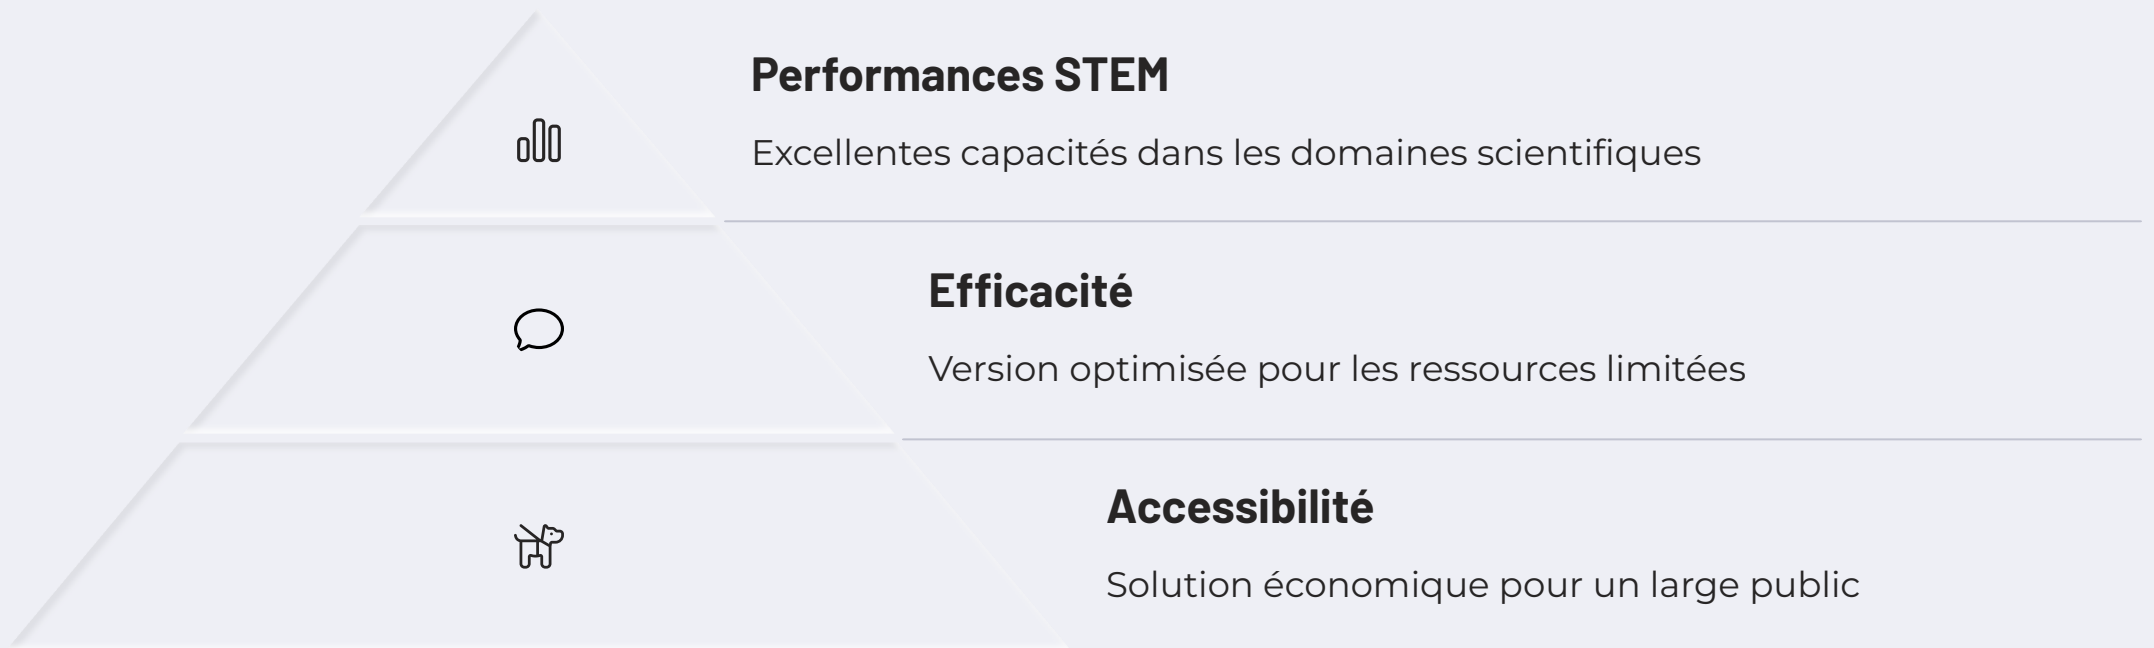 Performances STEM
Excellentes capacités dans les domaines scientifiques
Efficacité
Version optimisée pour les ressources limitées
Accessibilité
Solution économique pour un large public